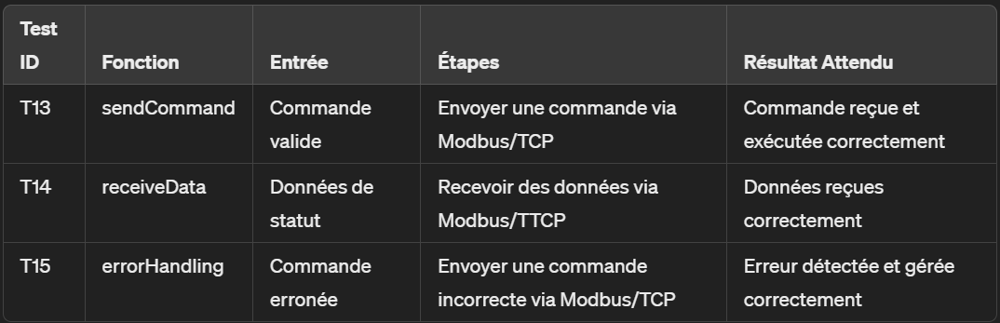 Test
ID Fonction Entrée Étapes Résultat Attendu
T13 sendCommand Commande Envoyer une commande via Commande reçue et
valide Modbus/TCP exécutée correctement
T14 receiveData Données de Recevoir des données via Données reçues
statut Modbus/TTCP correctement
T15 errorHandling Commande Envoyer une commande Erreur détectée et gérée
erronée incorrecte via Modbus/TCP correctement